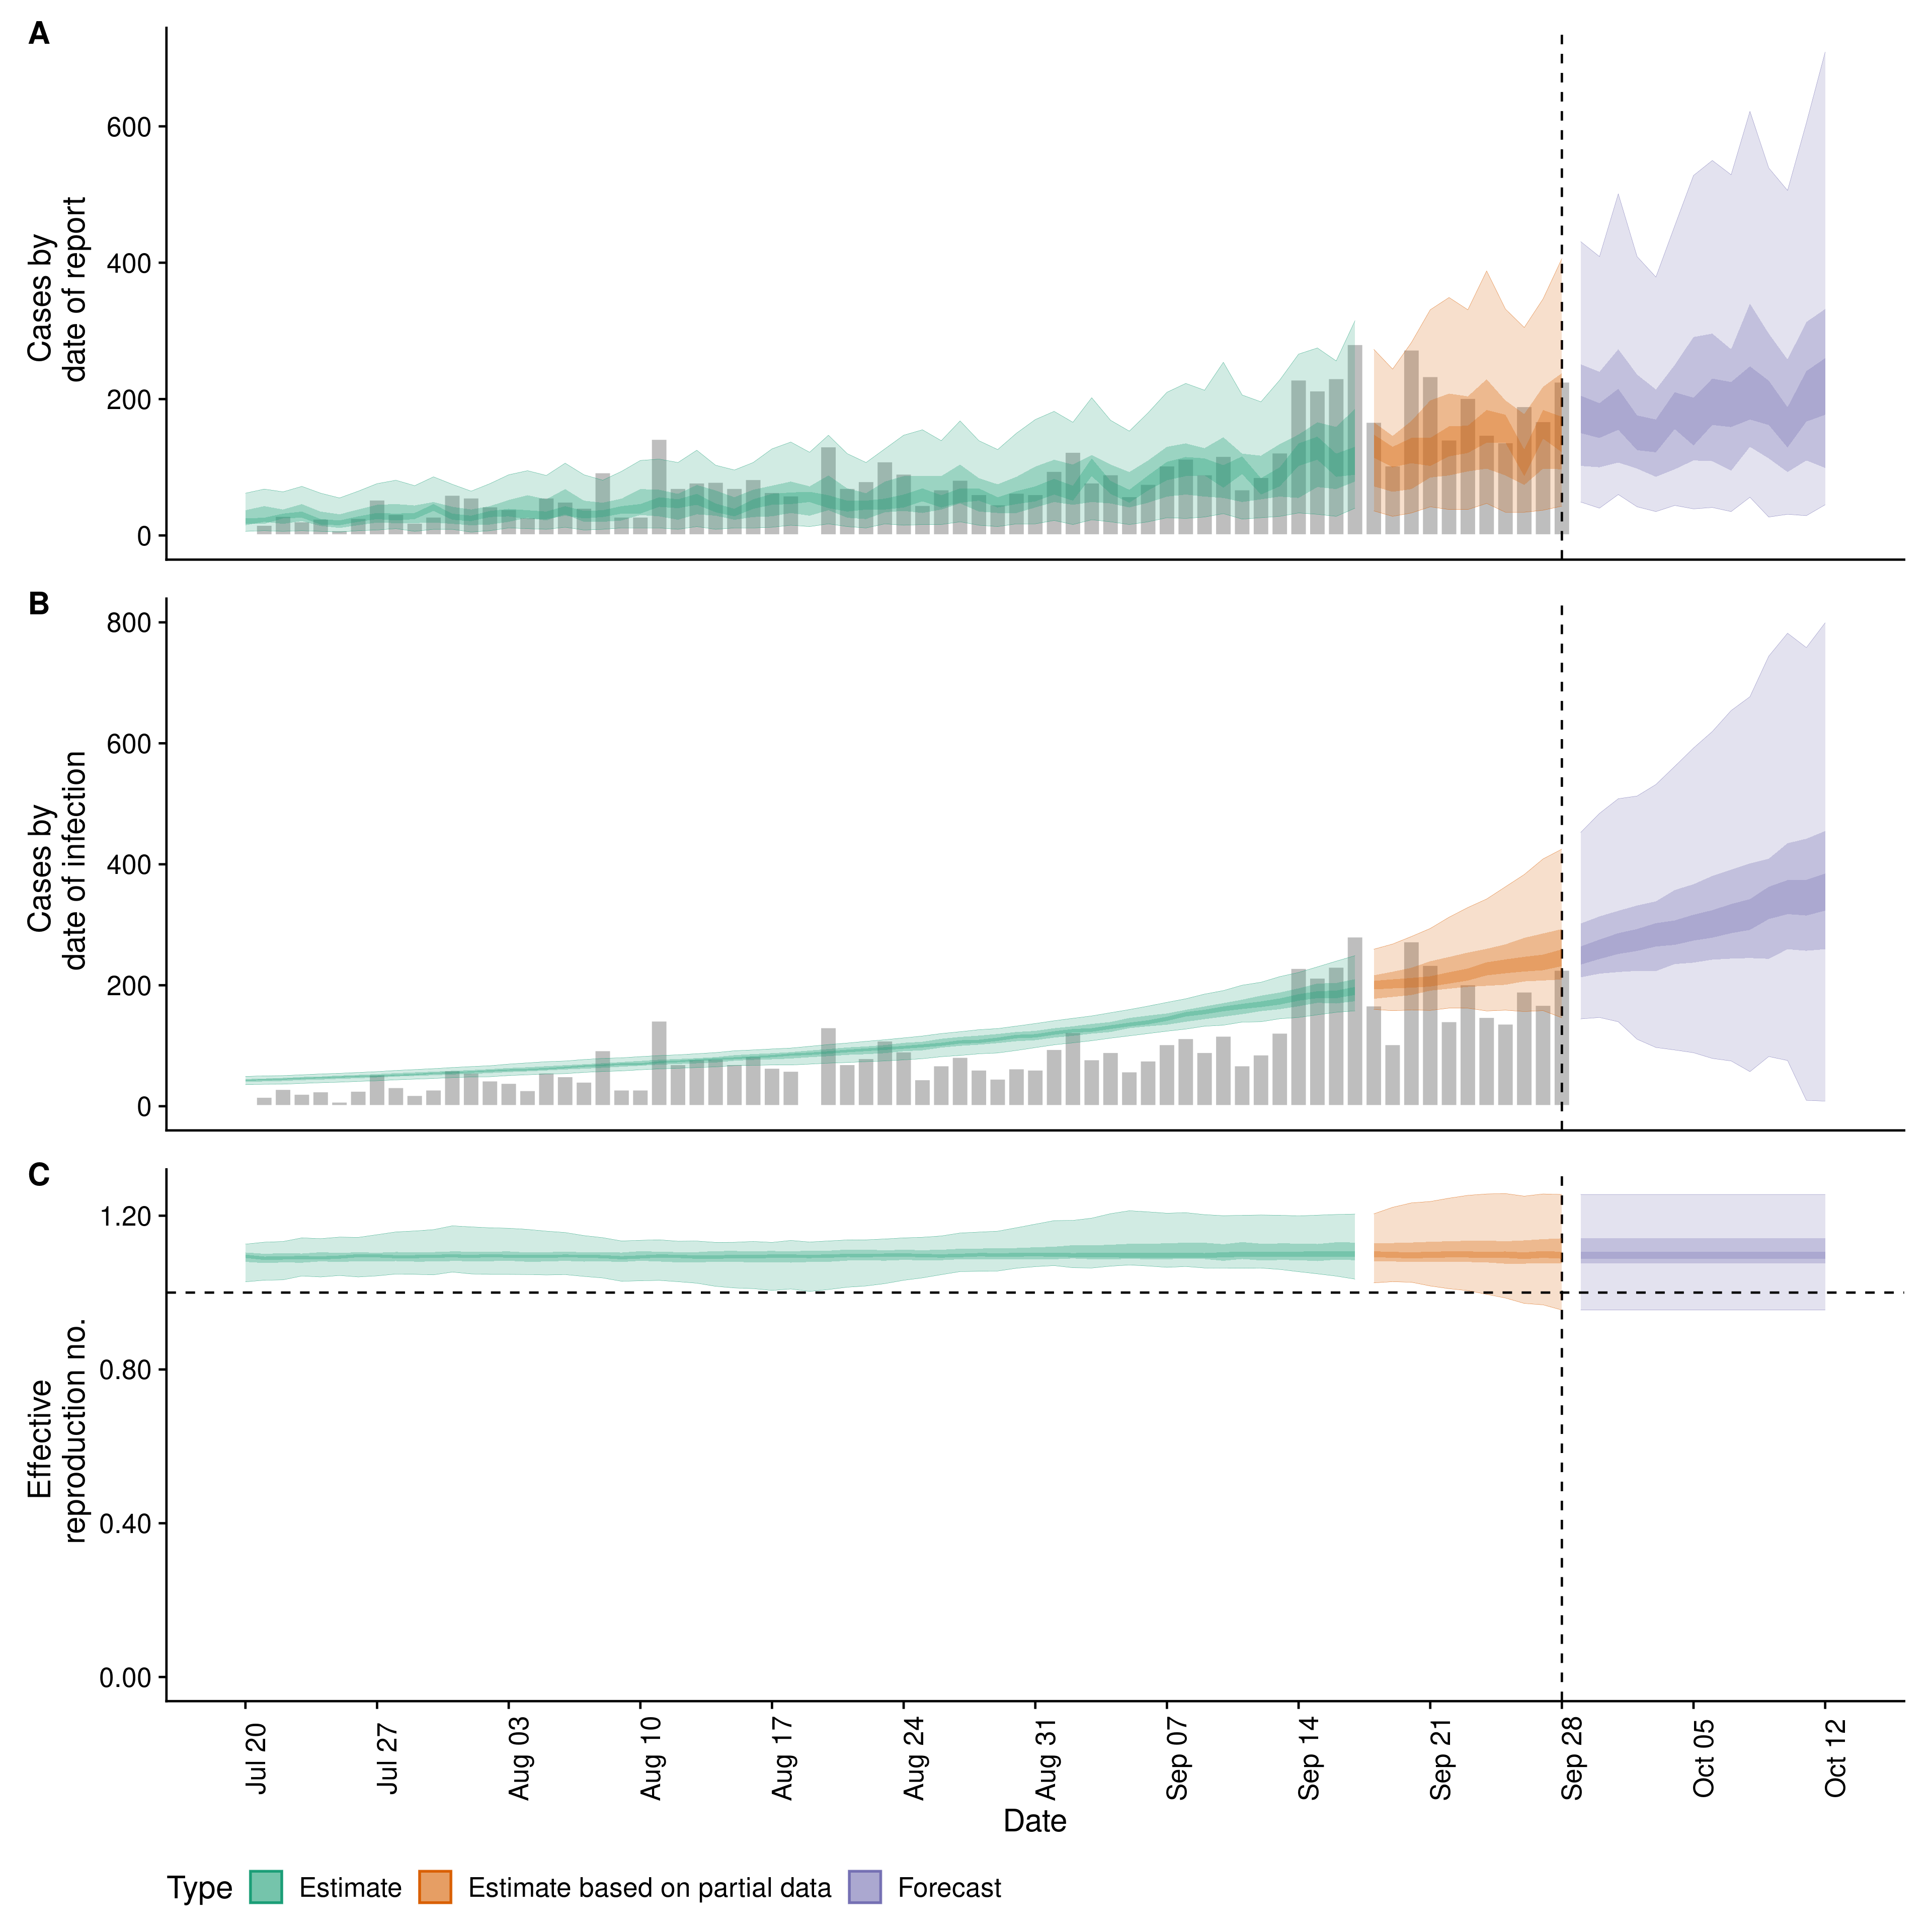 A
Cases by
date of report
600
400
200
0
B
Cases by
date of infection
800
600
400
200
0
C
Effective
reproduction no.
1.20
0.80
0.40
0.00
Jul 20
Jul 27
Aug 03
Aug 10
Aug 17
Aug 24
Aug 31
Sep 07
Sep 14
Sep 21
Sep 28
Oct 05
Oct 12
Date
Type Estimate Estimate based on partial data Forecast